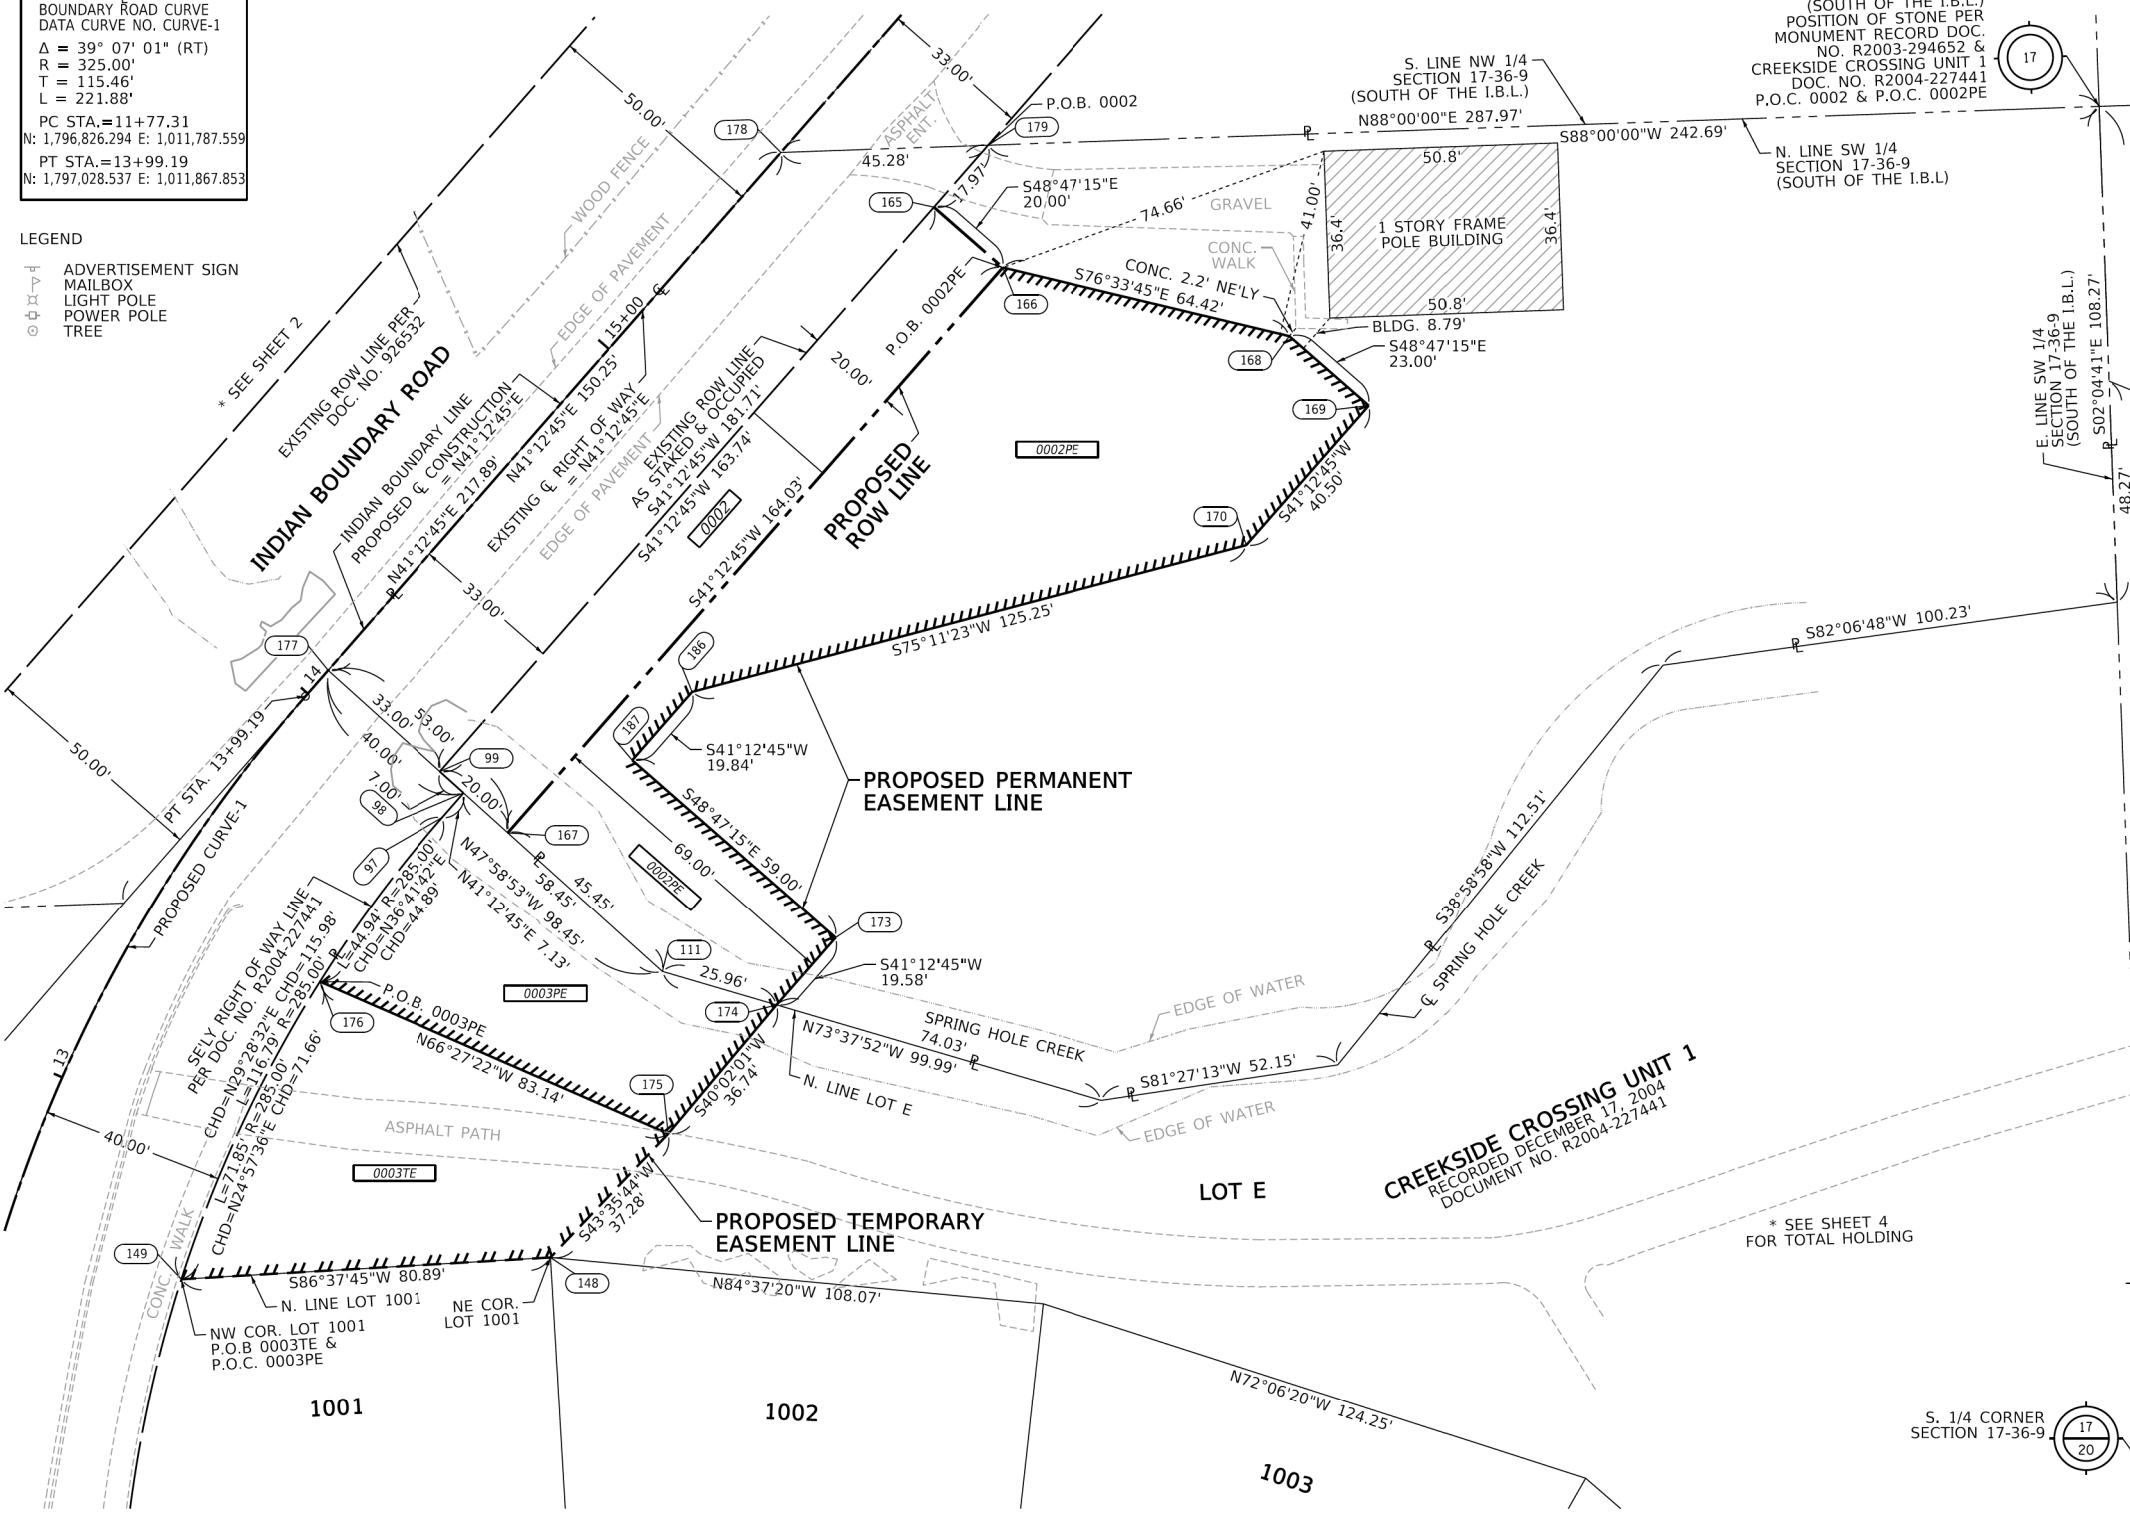 BOUNDARY ROAD CURVE
DATA CURVE NO. CURVE-1
Δ = 39° 07' 01" (RT)
R = 325.00'
T = 115.46'
L = 221.88'
PC STA.=11+77.31
N: 1,796,826.294 E: 1,011,787.559
PT STA.=13+99.19
N: 1,797,028.537 E: 1,011,867.853
LEGEND
ADVERTISEMENT SIGN
MAILBOX
LIGHT POLE
POWER POLE
TREE
* SEE SHEET 2
EXISTING ROW LINE PER
DOC. NO. 926532
INDIAN BOUNDARY ROAD
50.00'
WOOD FENCE
EDGE OF PAVEMENT
178
33.00'
ASPHALT
ENT.
P.O.B. 0002
179
45.28'
17.97'
165
S48°47'15"E
20.00'
74.66'
GRAVEL
41.00'
CONC.
WALK
S. LINE NW 1/4
SECTION 17-36-9
(SOUTH OF THE I.B.L.)
N88°00'00"E 287.97'
S88°00'00"W 242.69'
(SOUTH OF THE I.B.L.)
POSITION OF STONE PER
MONUMENT RECORD DOC.
NO. R2003-294652 &
CREEKSIDE CROSSING UNIT 1
DOC. NO. R2004-227441
P.O.C. 0002 & P.O.C. 0002PE
17
N. LINE SW 1/4
SECTION 17-36-9
(SOUTH OF THE I.B.L)
50.8'
36.4'
1 STORY FRAME
POLE BUILDING
36.4'
50.8'
CONC. 2.2' NE'LY
S76°33'45"E 64.42'
BLDG. 8.79'
S48°47'15"E
23.00'
166
168
169
170
S41°12'45"W
40.50'
0002PE
E. LINE SW 1/4
SECTION 17-36-9
(SOUTH OF THE I.B.L.)
S02°04'41"E 108.27'
48.27'
15+00
INDIAN BOUNDARY LINE
PROPOSED ℄ CONSTRUCTION
= N41°12'45"E
N41°12'45"E 217.89'
N41°12'45"E 150.25'
EXISTING ℄ RIGHT OF WAY
= N41°12'45"E
EDGE OF PAVEMENT
EXISTING ROW LINE
AS STAKED & OCCUPIED
S41°12'45"W 181.71'
S41°12'45"W 163.74'
0002
20.00'
P.O.B. 0002PE
S41°12'45"W 164.03'
PROPOSED
ROW LINE
33.00'
177
14
S75°11'23"W 125.25'
186
187
S41°12'45"W
19.84'
PROPOSED PERMANENT
EASEMENT LINE
S48°47'15"E 59.00'
69.00'
S82°06'48"W 100.23'
S38°58'58"W 112.51'
℄ SPRING HOLE CREEK
50.00'
PT STA. 13+99.19
PROPOSED CURVE-1
33.00'
53.00'
40.00'
7.00'
99
98
20.00'
167
97
N47°58'53"W 98.45'
58.45'
45.45'
N41°12'45"E 7.13'
0002PE
173
111
25.96'
S41°12'45"W
19.58'
174
SE'LY RIGHT OF WAY LINE
PER DOC. NO. R2004-227441
L=44.94' R=285.00'
CHD=N36°41'42"E
CHD=44.89'
CHD=N29°28'32"E CHD=115.98'
L=116.79' R=285.00'
L=71.85' R=285.00'
CHD=N24°57'36"E CHD=71.66'
P.O.B. 0003PE
176
0003PE
N66°27'22"W 83.14'
175
S40°02'01"W
36.74'
N73°37'52"W 99.99'
74.03'
SPRING HOLE CREEK
N. LINE LOT E
EDGE OF WATER
EDGE OF WATER
S81°27'13"W 52.15'
13
40.00'
ASPHALT PATH
0003TE
S43°35'44"W
37.28'
PROPOSED TEMPORARY
EASEMENT LINE
LOT E
CREEKSIDE CROSSING UNIT 1
RECORDED DECEMBER 17, 2004
DOCUMENT NO. R2004-227441
* SEE SHEET 4
FOR TOTAL HOLDING
149
CONC. WALK
S86°37'45"W 80.89'
N. LINE LOT 1001
NW COR. LOT 1001
P.O.B 0003TE &
P.O.C. 0003PE
NE COR.
LOT 1001
148
N84°37'20"W 108.07'
N72°06'20"W 124.25'
1001
1002
1003
S. 1/4 CORNER
SECTION 17-36-9
17
20